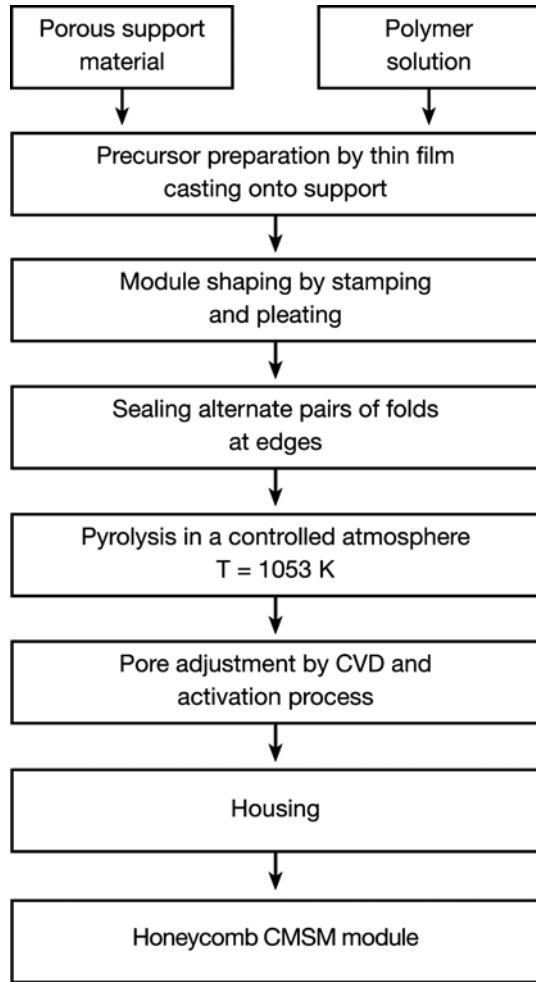 Porous support
material
Polymer
solution
Precursor preparation by thin film
casting onto support
Module shaping by stamping
and pleating
Sealing alternate pairs of folds
at edges
Pyrolysis in a controlled atmosphere
T = 1053 K
Pore adjustment by CVD and
activation process
Housing
Honeycomb CMSM module